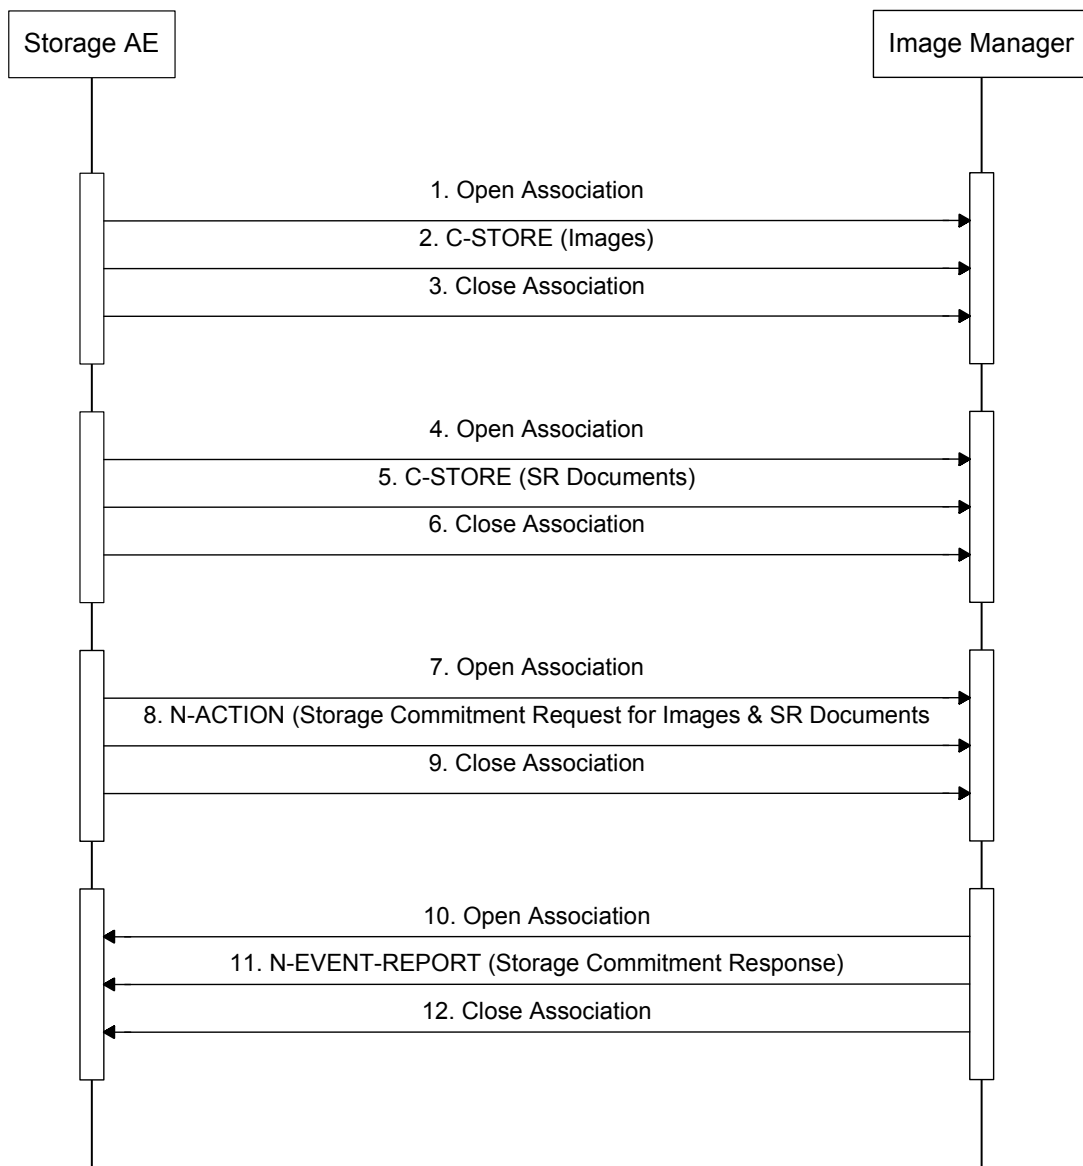 Storage AE
Image Manager
1. Open Association
2. C-STORE (Images)
3. Close Association
4. Open Association
5. C-STORE (SR Documents)
6. Close Association
7. Open Association
8. N-ACTION (Storage Commitment Request for Images & SR Documents
9. Close Association
10. Open Association
11. N-EVENT-REPORT (Storage Commitment Response)
12. Close Association